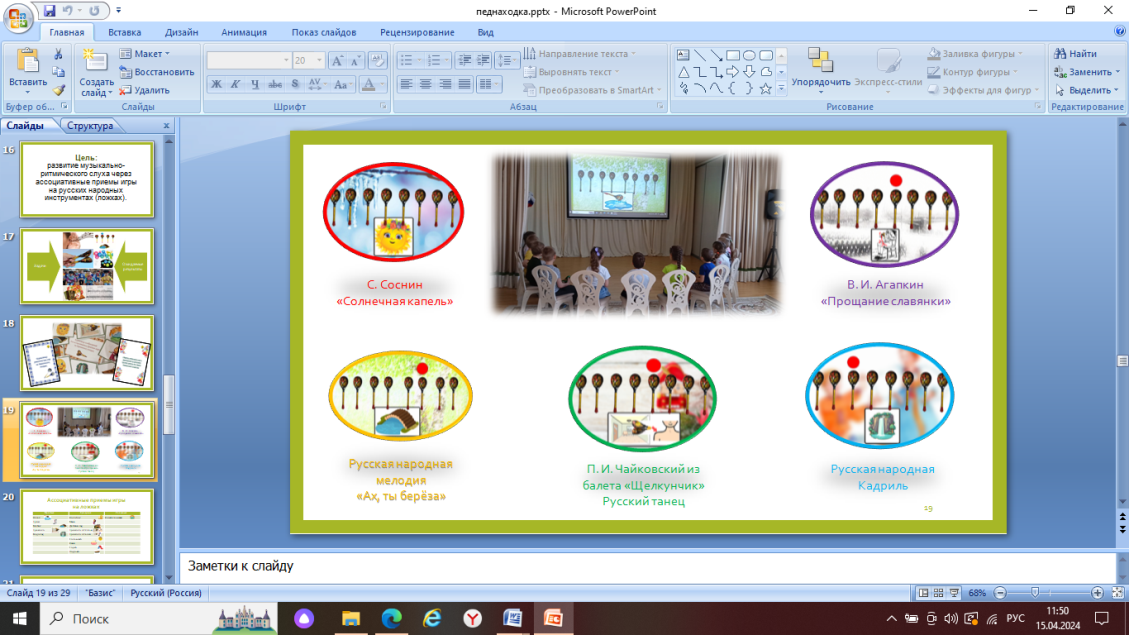 педнаходка.pptx - Microsoft PowerPoint
Главная Вставка Дизайн Анимация Показ слайдов Рецензирование Вид
Вставить
Буфер об...
Создать слайд
Макет
Восстановить
Удалить
Слайды
20
Ж К Ч abc S AV Aa A
Шрифт
Направление текста
Выровнять текст
Преобразовать в SmartArt
Абзац
Упорядочить
Экспресс-стили
Заливка фигуры
Контур фигуры
Эффекты для фигур
Рисование
Найти
Заменить
Выделить
Редактирование
Слайды Структура
16
Цель:
развитие музыкально-
ритмического слуха через
ассоциативные приемы игры
на русских народных
инструментах (ложках).
17
18
19
20
Ассоциативные приемы игры
на ложках
21
С. Соснин
«Солнечная капель»
В. И. Агапкин
«Прощание славянки»
Русская народная
мелодия
«Ах, ты берёза»
П. И. Чайковский из
балета «Щелкунчик»
Русский танец
Русская народная
Кадриль
19
Заметки к слайду
Слайд 19 из 29 "Базис" Русский (Россия) 68%
Поиск
РУС
11:50
15.04.2024